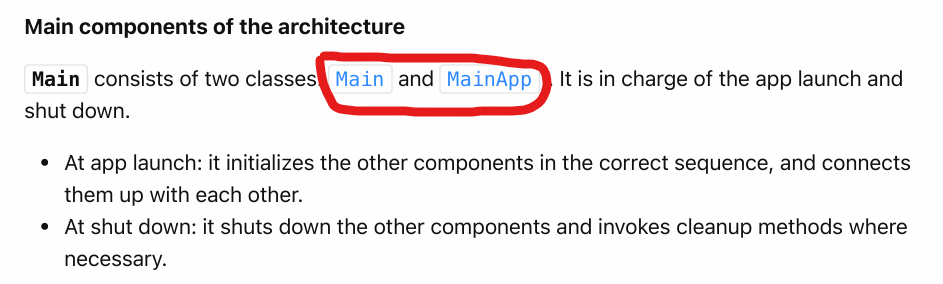 Main components of the architecture
Main consists of two classes Main and MainApp. It is in charge of the app launch and
shut down.
• At app launch: it initializes the other components in the correct sequence, and connects
them up with each other.
• At shut down: it shuts down the other components and invokes cleanup methods where
necessary.